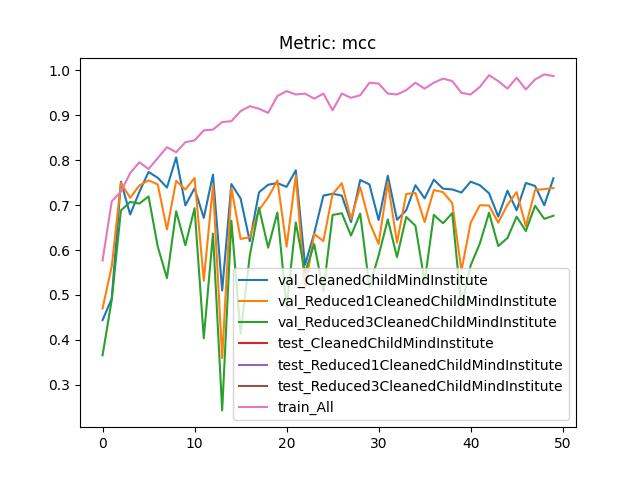 Metric: mcc
1.0
0.9
0.8
0.7
0.6
0.5
0.4
0.3
val_CleanedChildMindInstitute
val_Reduced1CleanedChildMindInstitute
val_Reduced3CleanedChildMindInstitute
test_CleanedChildMindInstitute
test_Reduced1CleanedChildMindInstitute
test_Reduced3CleanedChildMindInstitute
train_All
0 10 20 30 40 50